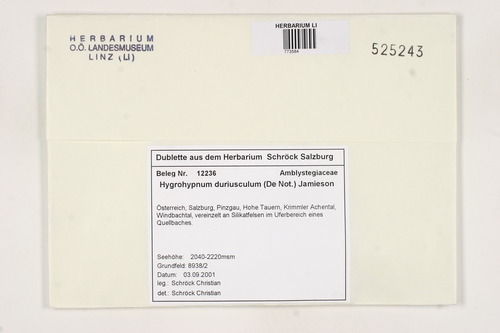 HERBARIUM
O.Ö. LANDESMUSEUM
LINZ (LI)
HERBARIUM LI
773584
525243
Dublette aus dem Herbarium Schröck Salzburg
Beleg Nr. 12236 Amblystegiaceae
Hygrohypnum duriusculum (De Not.) Jamieson
Österreich, Salzburg, Pinzgau, Hohe Tauern, Krimmler Achental,
Windbachtal, vereinzelt an Silikatfelsen im Uferbereich eines
Quellbaches.
Seehöhe: 2040-2220msm
Grundfeld: 8938/2
Datum: 03.09.2001
leg.: Schröck Christian
det.: Schröck Christian